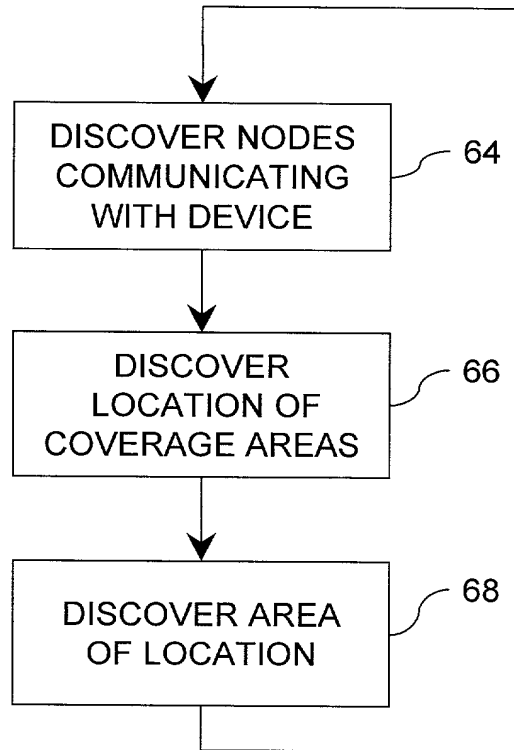 DISCOVER NODES
COMMUNICATING
WITH DEVICE
64
DISCOVER
LOCATION OF
COVERAGE AREAS
66
DISCOVER AREA
OF LOCATION
68